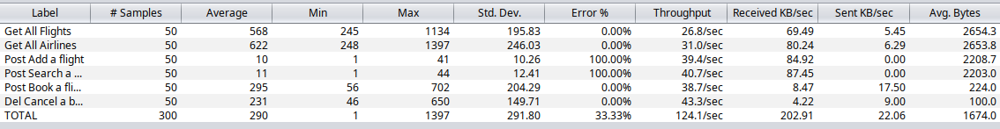 Label # Samples Average Min Max Std. Dev. Error % Throughput Received KB/sec Sent KB/sec Avg. Bytes
Get All Flights 50 568 245 1134 195.83 0.00% 26.8/sec 69.49 5.45 2654.3
Get All Airlines 50 622 248 1397 246.03 0.00% 31.0/sec 80.24 6.29 2653.8
Post Add a flight 50 10 1 41 10.26 100.00% 39.4/sec 84.92 0.00 2208.7
Post Search a ... 50 11 1 44 12.41 100.00% 40.7/sec 87.45 0.00 2203.0
Post Book a fli... 50 295 56 702 204.29 0.00% 38.7/sec 8.47 17.50 224.0
Del Cancel a b... 50 231 46 650 149.71 0.00% 43.3/sec 4.22 9.00 100.0
TOTAL 300 290 1 1397 291.80 33.33% 124.1/sec 202.91 22.06 1674.0